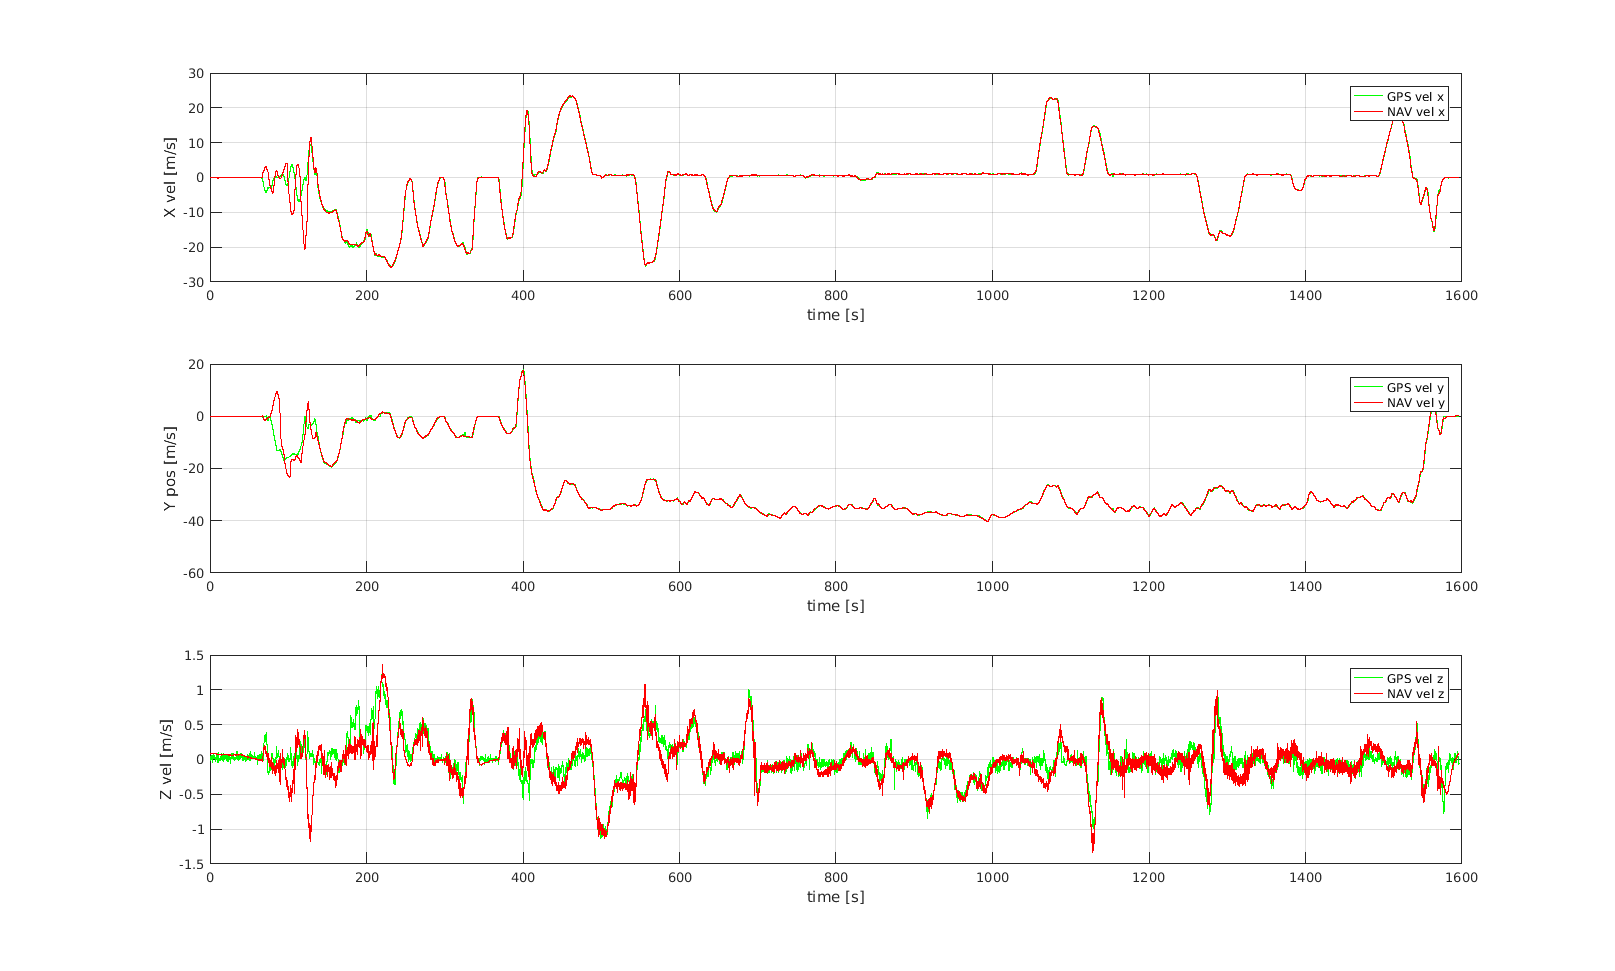 30
20
10
0
-10
-20
-30
X vel [m/s]
GPS vel x
NAV vel x
0 200 400 600 800 1000 1200 1400 1600
time [s]
20
0
-20
-40
-60
Y pos [m/s]
GPS vel y
NAV vel y
0 200 400 600 800 1000 1200 1400 1600
time [s]
1.5
1
0.5
0
-0.5
-1
-1.5
Z vel [m/s]
GPS vel z
NAV vel z
0 200 400 600 800 1000 1200 1400 1600
time [s]